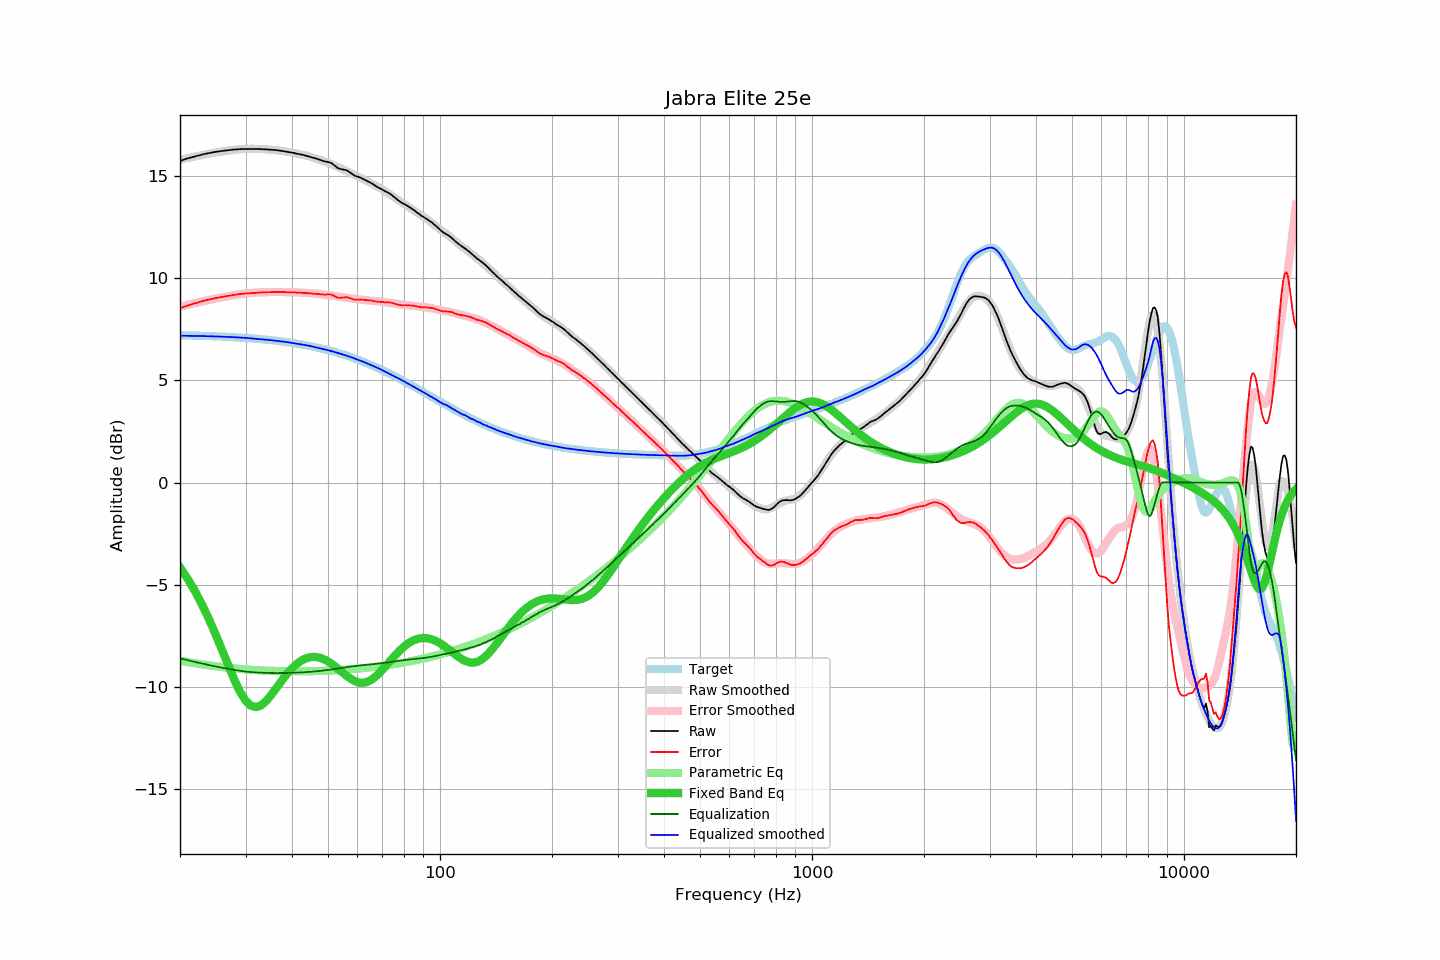 Jabra Elite 25e
Amplitude (dBr)
15
10
5
0
−5
−10
−15
Target
Raw Smoothed
Error Smoothed
Raw
Error
Parametric Eq
Fixed Band Eq
Equalization
Equalized smoothed
100
1000
10000
Frequency (Hz)